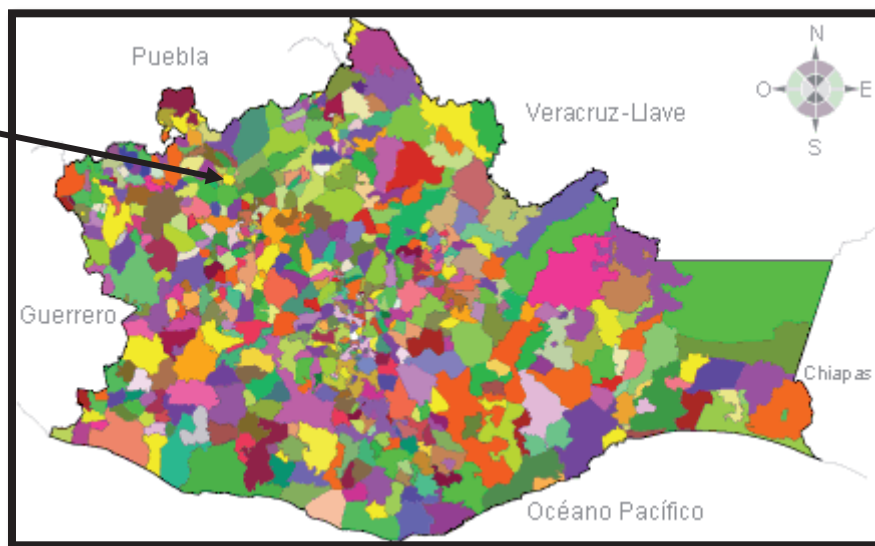 Puebla
N
O
E
S
Veracruz-Llave
Guerrero
Chiapas
Océano Pacífico